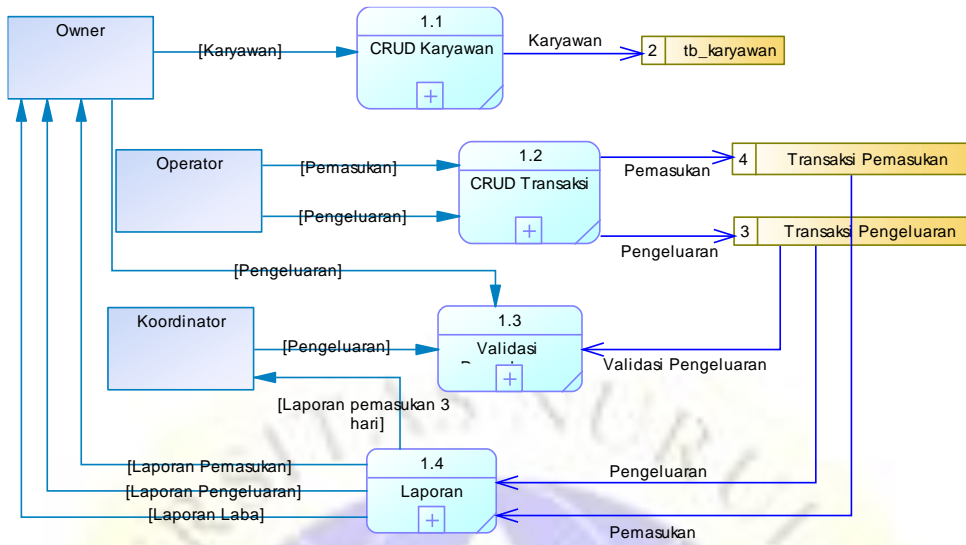 Owner
1.1
CRUD Karyawan
[Karyawan]
Karyawan
2 tb_karyawan
Operator
[Pemasukan]
[Pengeluaran]
1.2
CRUD Transaksi
Pemasukan
4 Transaksi Pemasukan
Pengeluaran
3 Transaksi Pengeluaran
[Pengeluaran]
Koordinator
[Pengeluaran]
1.3
Validasi
Validasi Pengeluaran
[Laporan pemasukan 3
hari]
1.4
Laporan
[Laporan Pemasukan]
[Laporan Pengeluaran]
[Laporan Laba]
Pengeluaran
Pemasukan